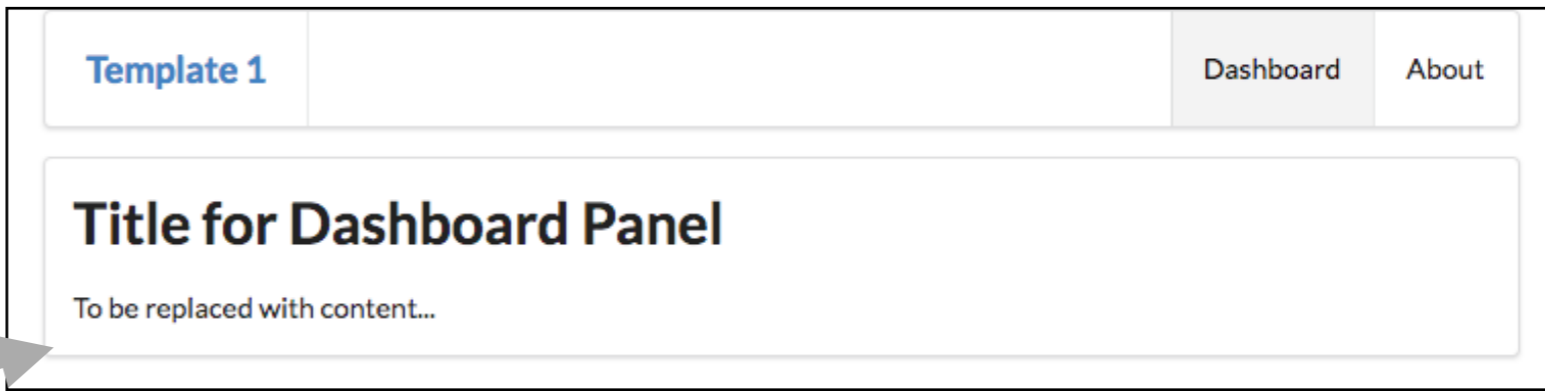 Template 1
Dashboard
About
Title for Dashboard Panel
To be replaced with content...